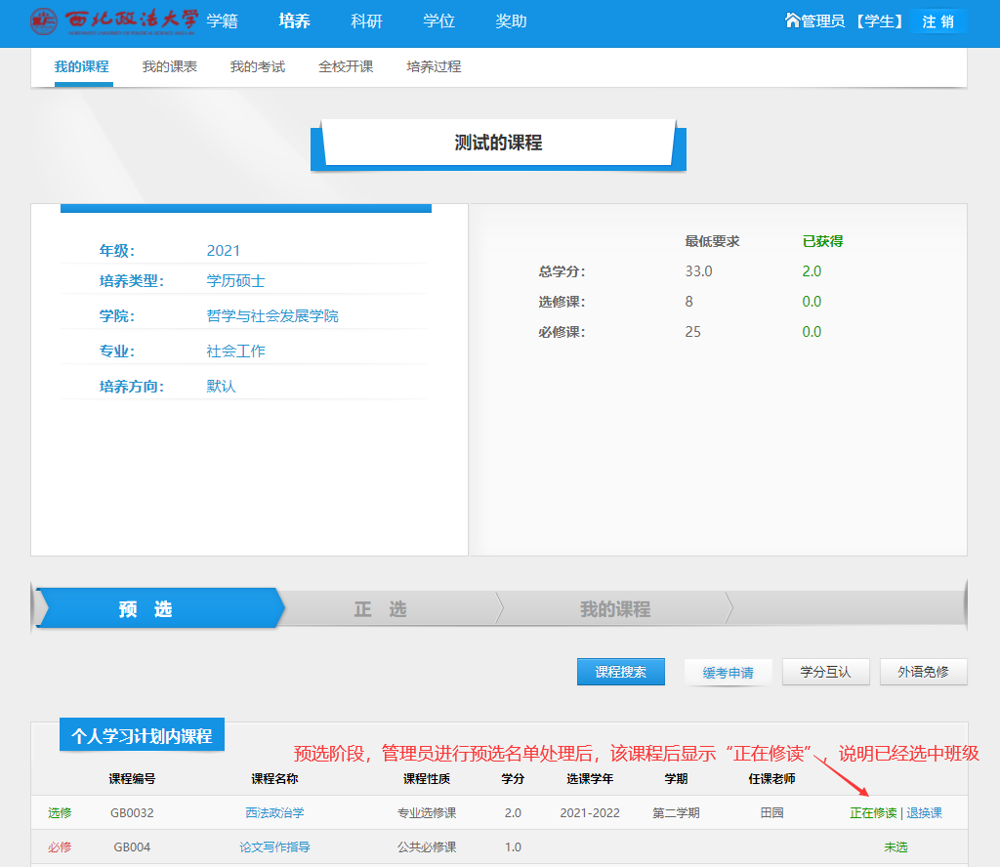 西北政法大学 学籍 培养 科研 学位 奖助 管理员 【学生】 注 销
我的课程 我的课表 我的考试 全校开课 培养过程
测试的课程
年级: 2021
培养类型: 学历硕士
学院: 哲学与社会发展学院
专业: 社会工作
培养方向: 默认
最低要求 已获得
总学分: 33.0 2.0
选修课: 8 0.0
必修课: 25 0.0
预 选 正 选 我的课程
课程搜索 缓考申请 学分互认 外语免修
个人学习计划内课程
预选阶段，管理员进行预选名单处理后，该课程后显示“正在修读”，说明已经选中班级
课程编号 课程名称 课程性质 学分 选课学年 学期 任课老师
选修 GB0032 西法政治学 专业选修课 2.0 2021-2022 第二学期 田园 正在修读 | 退换课
必修 GB004 论文写作指导 公共必修课 1.0 未选